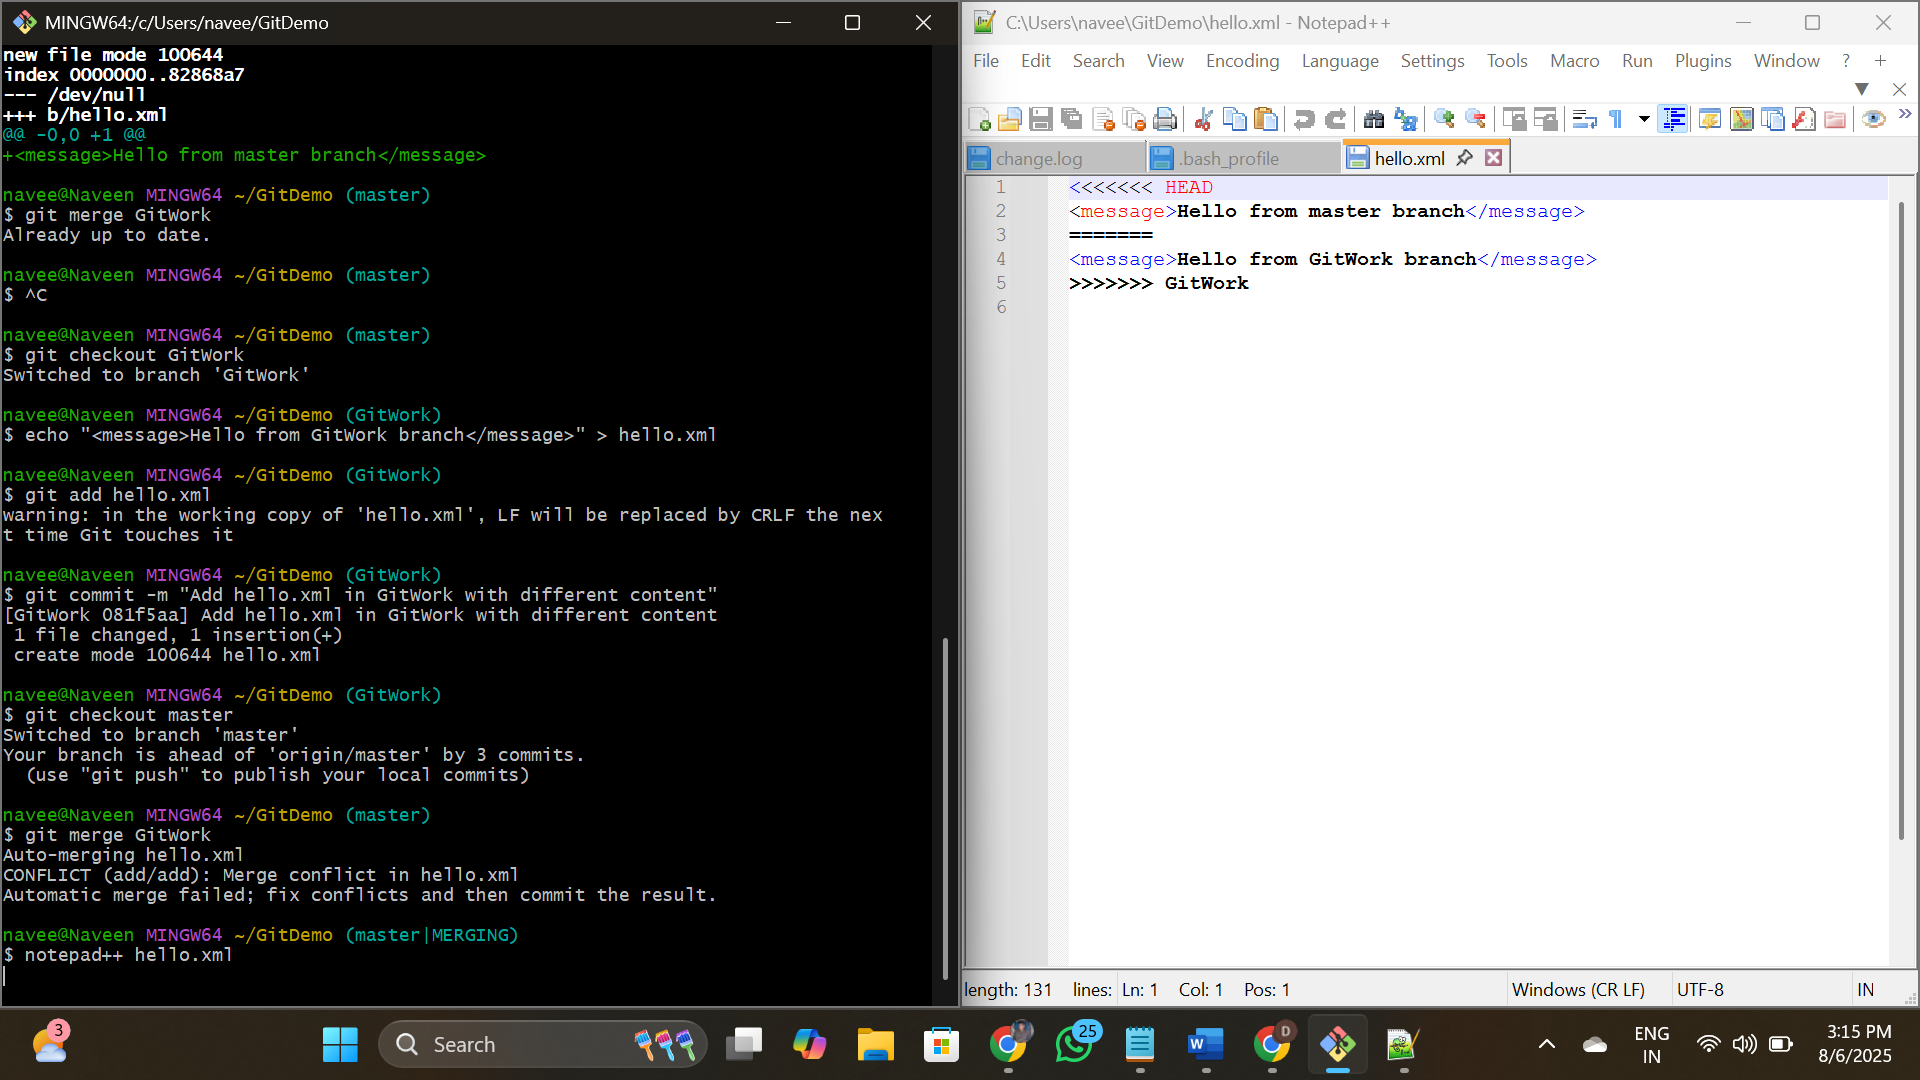 MINGW64:/c/Users/navee/GitDemo
new file mode 100644
index 0000000..82868a7
--- /dev/null
+++ b/hello.xml
@@ -0,0 +1 @@
+<message>Hello from master branch</message>
navee@Naveen MINGW64 ~/GitDemo (master)
$ git merge GitWork
Already up to date.
navee@Naveen MINGW64 ~/GitDemo (master)
$ ^C
navee@Naveen MINGW64 ~/GitDemo (master)
$ git checkout GitWork
Switched to branch 'GitWork'
navee@Naveen MINGW64 ~/GitDemo (GitWork)
$ echo "<message>Hello from GitWork branch</message>" > hello.xml
navee@Naveen MINGW64 ~/GitDemo (GitWork)
$ git add hello.xml
warning: in the working copy of 'hello.xml', LF will be replaced by CRLF the nex
t time Git touches it
navee@Naveen MINGW64 ~/GitDemo (GitWork)
$ git commit -m "Add hello.xml in GitWork with different content"
[GitWork 081f5aa] Add hello.xml in GitWork with different content
1 file changed, 1 insertion(+)
create mode 100644 hello.xml
navee@Naveen MINGW64 ~/GitDemo (GitWork)
$ git checkout master
Switched to branch 'master'
Your branch is ahead of 'origin/master' by 3 commits.
(use "git push" to publish your local commits)
navee@Naveen MINGW64 ~/GitDemo (master)
$ git merge GitWork
Auto-merging hello.xml
CONFLICT (add/add): Merge conflict in hello.xml
Automatic merge failed; fix conflicts and then commit the result.
navee@Naveen MINGW64 ~/GitDemo (master|MERGING)
$ notepad++ hello.xml
C:\Users\navee\GitDemo\hello.xml - Notepad++
File Edit Search View Encoding Language Settings Tools Macro Run Plugins Window ? +
change.log .bash_profile hello.xml
1 <<<<<<< HEAD
2 <message>Hello from master branch</message>
3 =======
4 <message>Hello from GitWork branch</message>
5 >>>>>>> GitWork
6
length: 131 lines: Ln: 1 Col: 1 Pos: 1 Windows (CR LF) UTF-8 IN
3 Search 25 W D ENG 3:15 PM
IN 8/6/2025